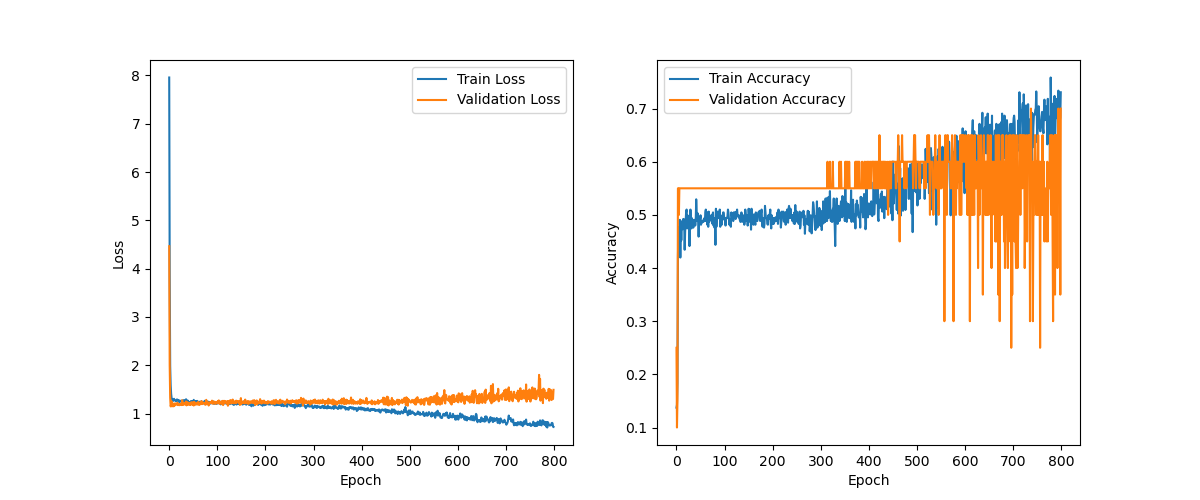 Train Loss
Validation Loss
8
7
6
5
4
3
2
1
Loss
0 100 200 300 400 500 600 700 800
Epoch
Train Accuracy
Validation Accuracy
0.7
0.6
0.5
0.4
0.3
0.2
0.1
Accuracy
0 100 200 300 400 500 600 700 800
Epoch